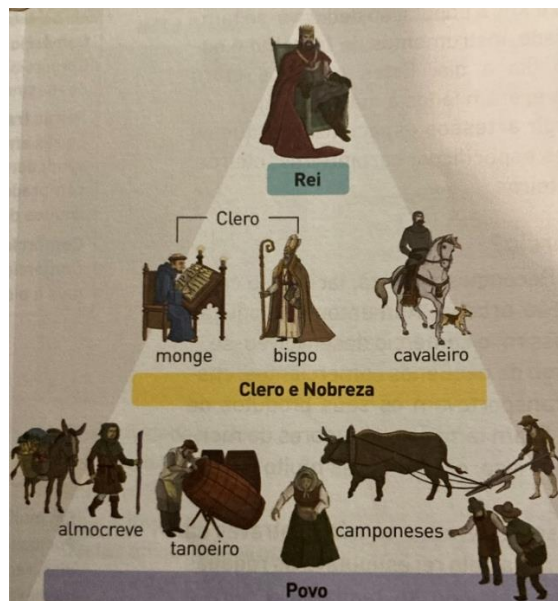 Rei
Clero
monge
bispo
cavaleiro
Clero e Nobreza
almocreve
tanoeiro
camponeses
Povo